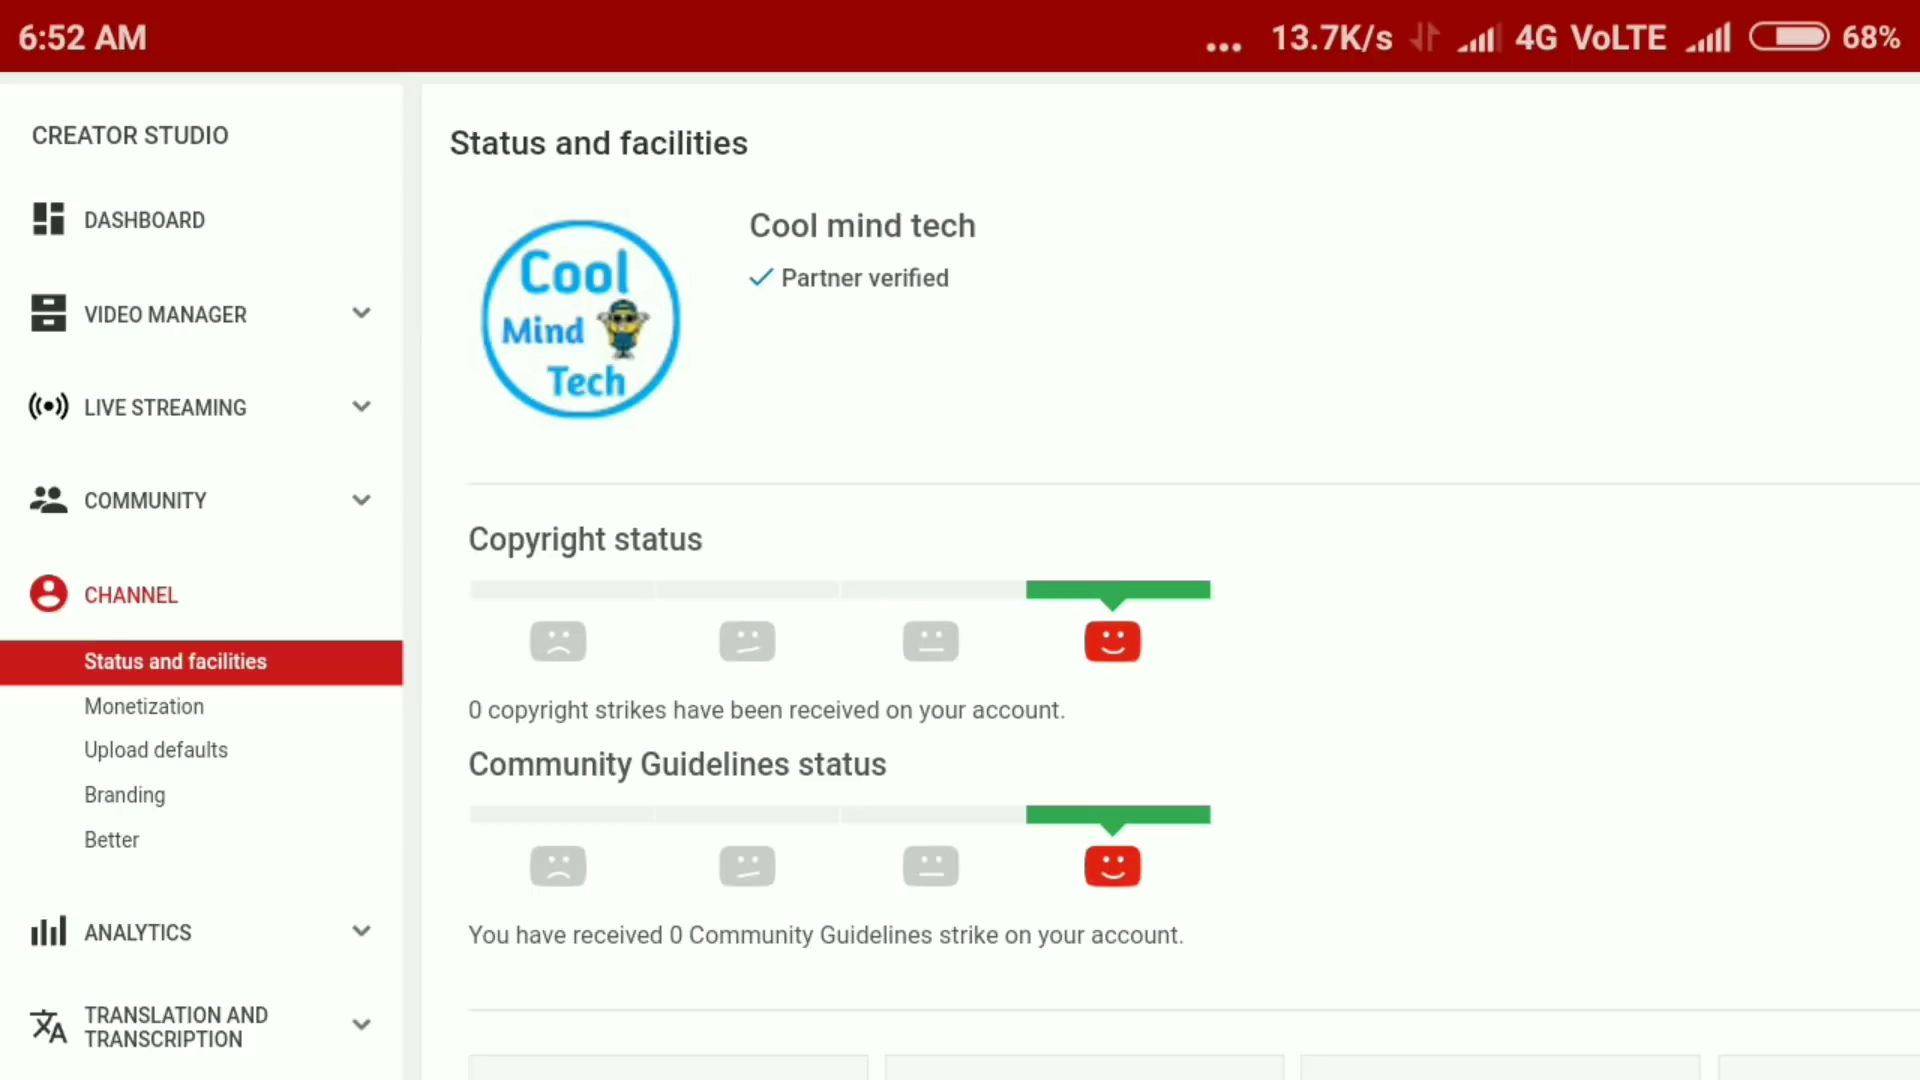 6:52 AM
... 13.7K/s 4G VoLTE 68%
CREATOR STUDIO
DASHBOARD
VIDEO MANAGER
LIVE STREAMING
COMMUNITY
CHANNEL
Status and facilities
Monetization
Upload defaults
Branding
Better
ANALYTICS
TRANSLATION AND
TRANSCRIPTION
Status and facilities
Cool
Mind
Tech
Cool mind tech
Partner verified
Copyright status
0 copyright strikes have been received on your account.
Community Guidelines status
You have received 0 Community Guidelines strike on your account.